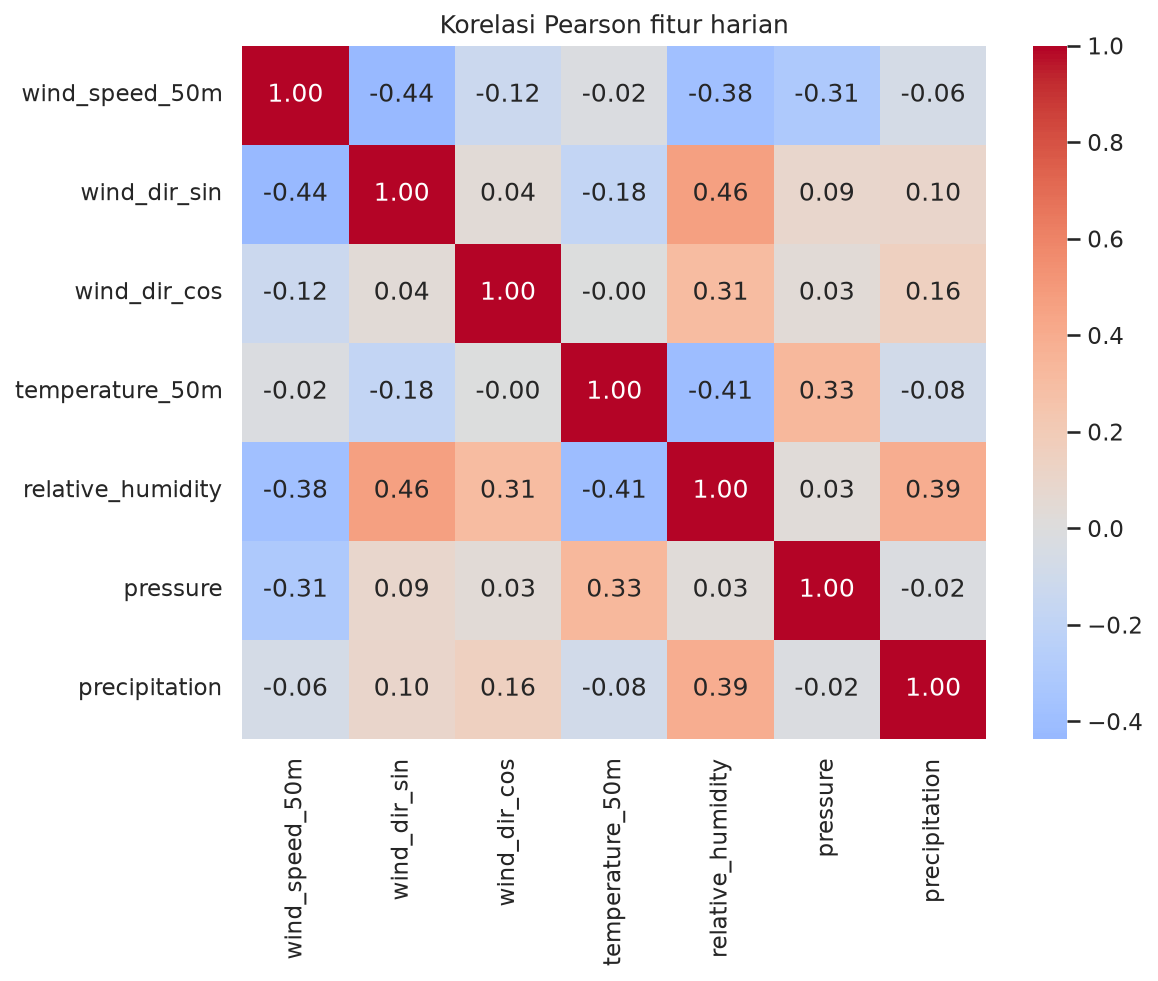 Korelasi Pearson fitur harian
wind_speed_50m 1.00 -0.44 -0.12 -0.02 -0.38 -0.31 -0.06
wind_dir_sin -0.44 1.00 0.04 -0.18 0.46 0.09 0.10
wind_dir_cos -0.12 0.04 1.00 -0.00 0.31 0.03 0.16
temperature_50m -0.02 -0.18 -0.00 1.00 -0.41 0.33 -0.08
relative_humidity -0.38 0.46 0.31 -0.41 1.00 0.03 0.39
pressure -0.31 0.09 0.03 0.33 0.03 1.00 -0.02
precipitation -0.06 0.10 0.16 -0.08 0.39 -0.02 1.00
wind_speed_50m
wind_dir_sin
wind_dir_cos
temperature_50m
relative_humidity
pressure
precipitation
1.0
0.8
0.6
0.4
0.2
0.0
−0.2
−0.4